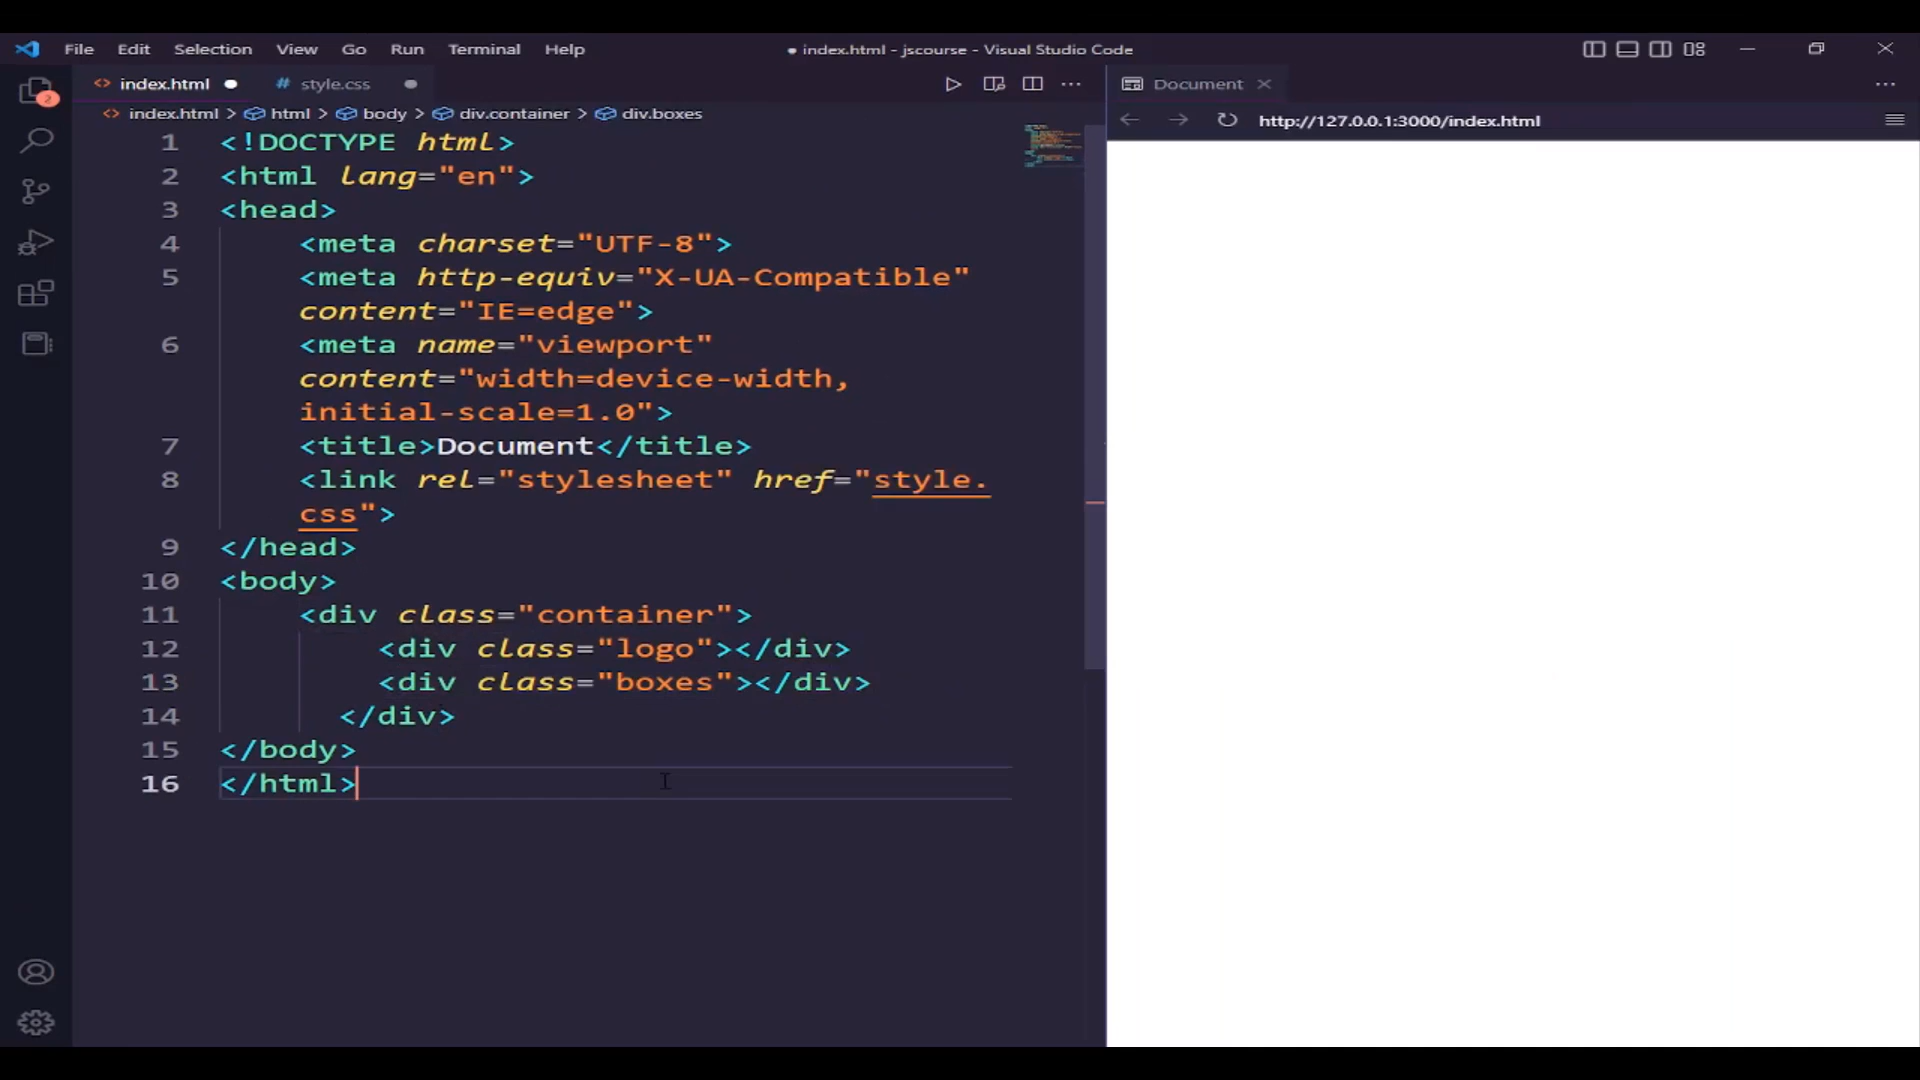 File Edit Selection View Go Run Terminal Help ● index.html - jscourse - Visual Studio Code
<> index.html ● # style.css ● Document
<> index.html > html > body > div.container > div.boxes
http://127.0.0.1:3000/index.html
2
1 <!DOCTYPE html>
2 <html lang="en">
3 <head>
4 <meta charset="UTF-8">
5 <meta http-equiv="X-UA-Compatible"
content="IE=edge">
6 <meta name="viewport"
content="width=device-width,
initial-scale=1.0">
7 <title>Document</title>
8 <link rel="stylesheet" href="style.
css">
9 </head>
10 <body>
11 <div class="container">
12 <div class="logo"></div>
13 <div class="boxes"></div>
14 </div>
15 </body>
16 </html>